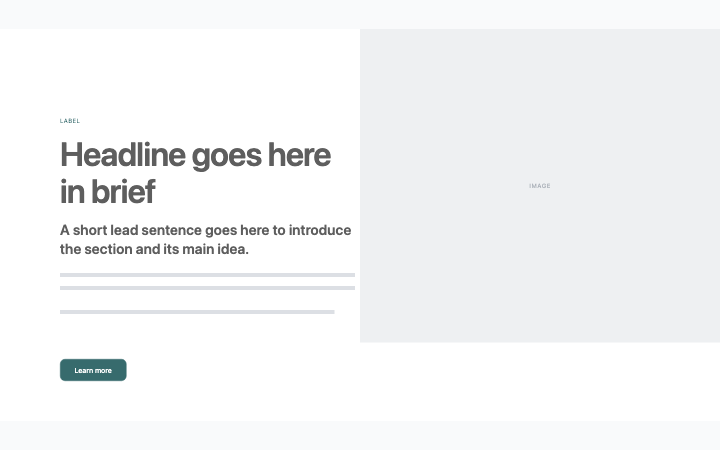 LABEL
Headline goes here
in brief
A short lead sentence goes here to introduce
the section and its main idea.
Learn more
IMAGE